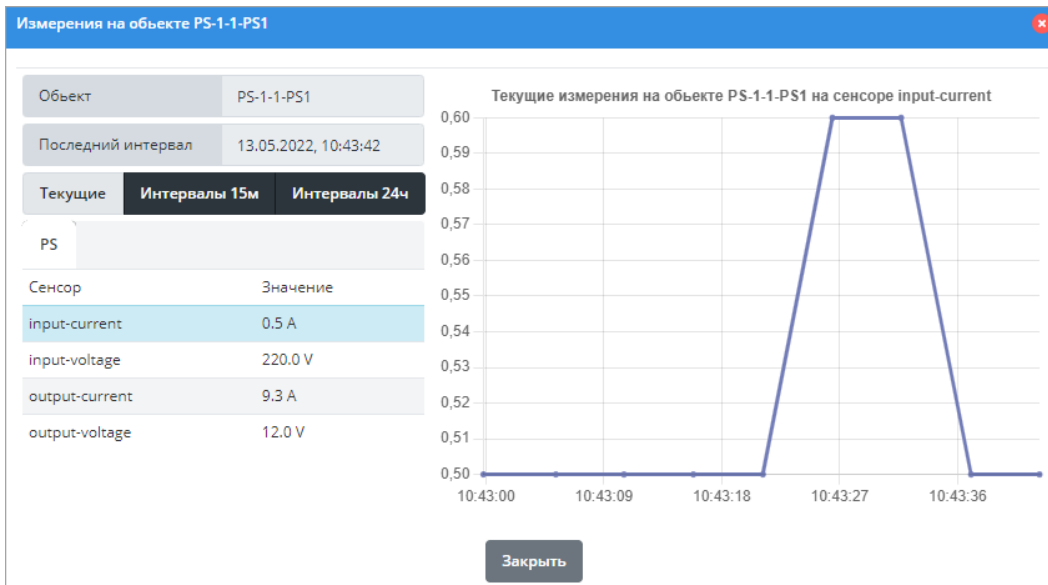 Измерения на обьекте PS-1-1-PS1
Обьект PS-1-1-PS1
Последний интервал 13.05.2022, 10:43:42
Текущие Интервалы 15м Интервалы 24ч
PS
Сенсор Значение
input-current 0.5 A
input-voltage 220.0 V
output-current 9.3 A
output-voltage 12.0 V
Текущие измерения на обьекте PS-1-1-PS1 на сенсоре input-current
0,60
0,59
0,58
0,57
0,56
0,55
0,54
0,53
0,52
0,51
0,50
10:43:00 10:43:09 10:43:18 10:43:27 10:43:36
Закрыть